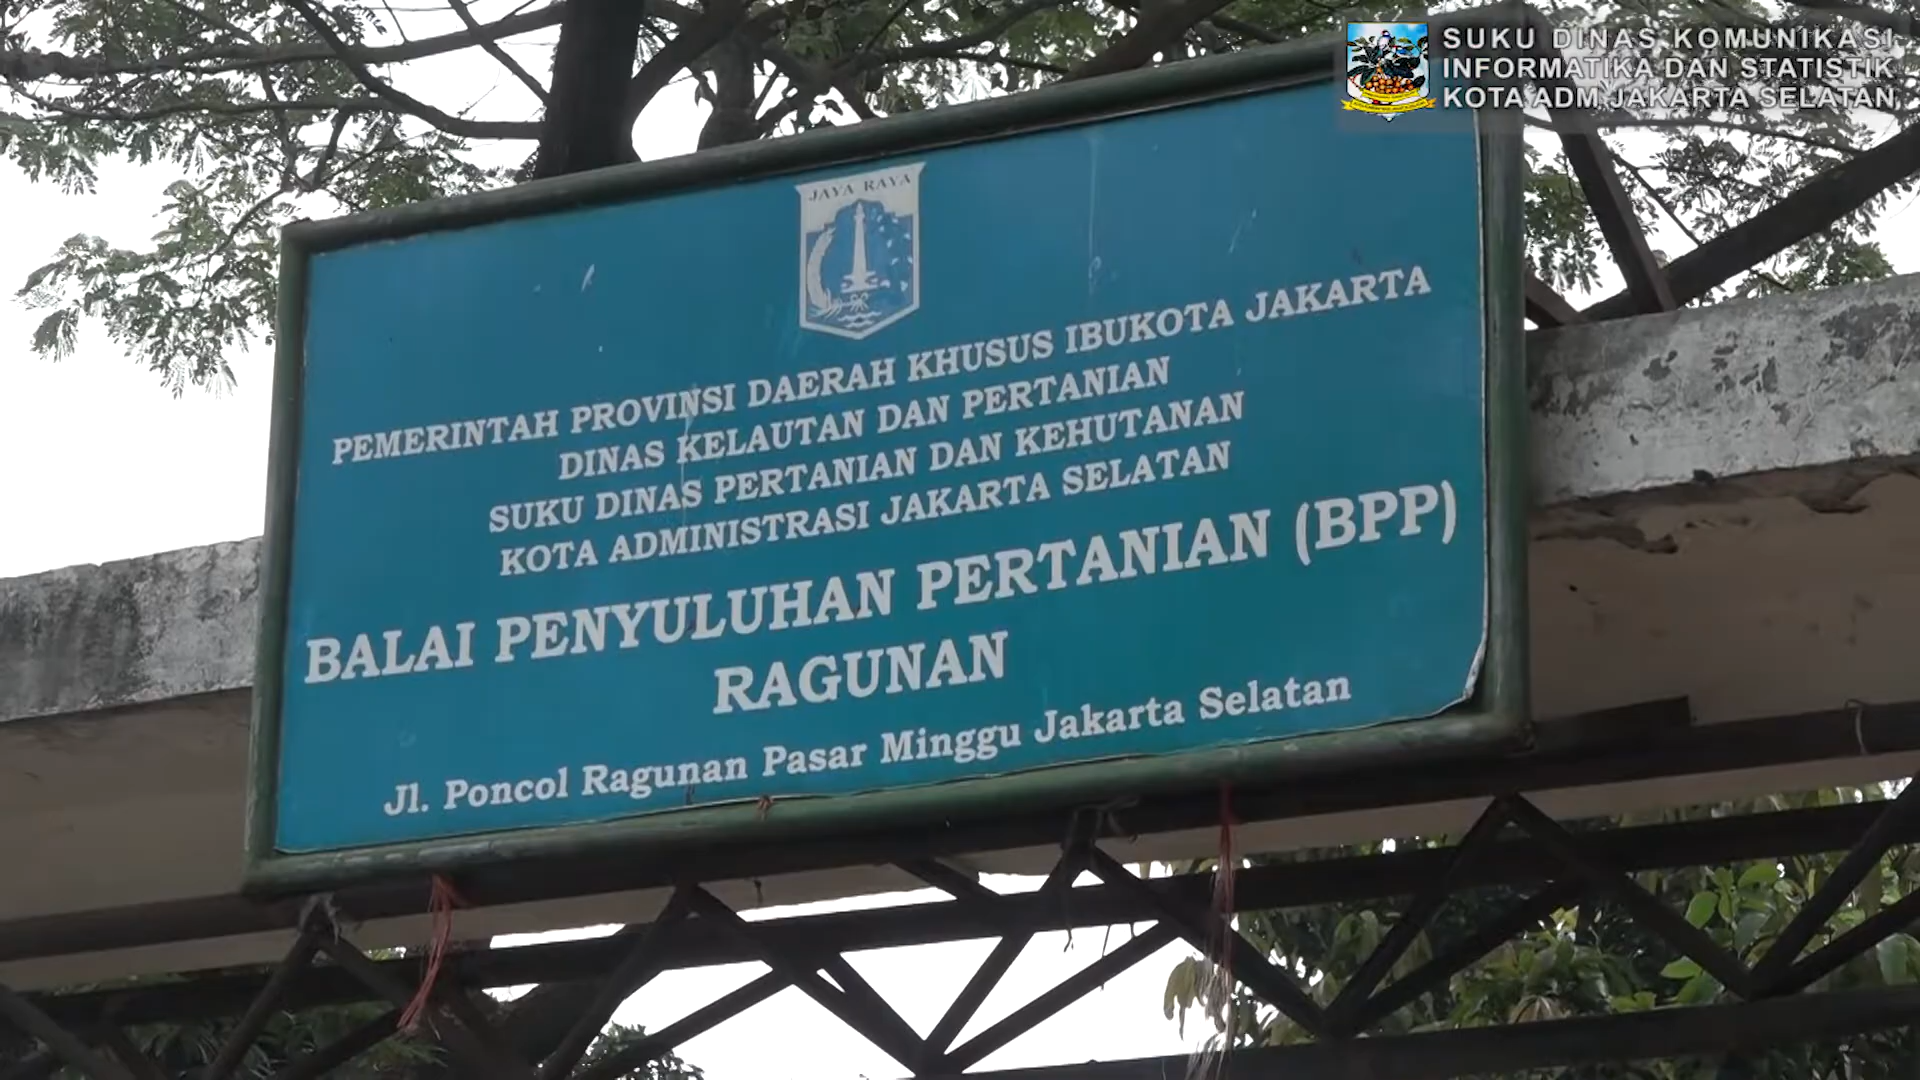 SUKU DINAS KOMUNIKASI
INFORMATIKA DAN STATISTIK
KOTA ADM JAKARTA SELATAN
JAYA RAYA
PEMERINTAH PROVINSI DAERAH KHUSUS IBUKOTA JAKARTA
DINAS KELAUTAN DAN PERTANIAN
SUKU DINAS PERTANIAN DAN KEHUTANAN
KOTA ADMINISTRASI JAKARTA SELATAN
BALAI PENYULUHAN PERTANIAN (BPP)
RAGUNAN
Jl. Poncol Ragunan Pasar Minggu Jakarta Selatan